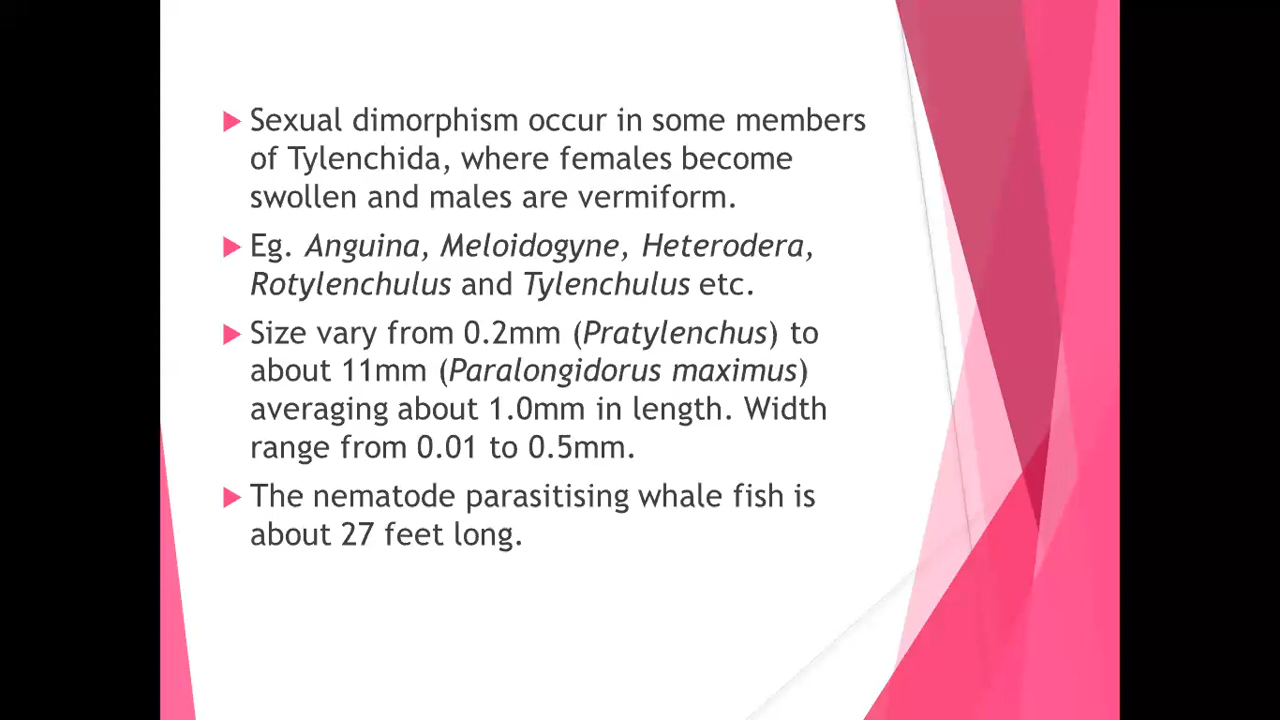 Sexual dimorphism occur in some members
of Tylenchida, where females become
swollen and males are vermiform.
Eg. Anguina, Meloidogyne, Heterodera,
Rotylenchulus and Tylenchulus etc.
Size vary from 0.2mm (Pratylenchus) to
about 11mm (Paralongidorus maximus)
averaging about 1.0mm in length. Width
range from 0.01 to 0.5mm.
The nematode parasitising whale fish is
about 27 feet long.